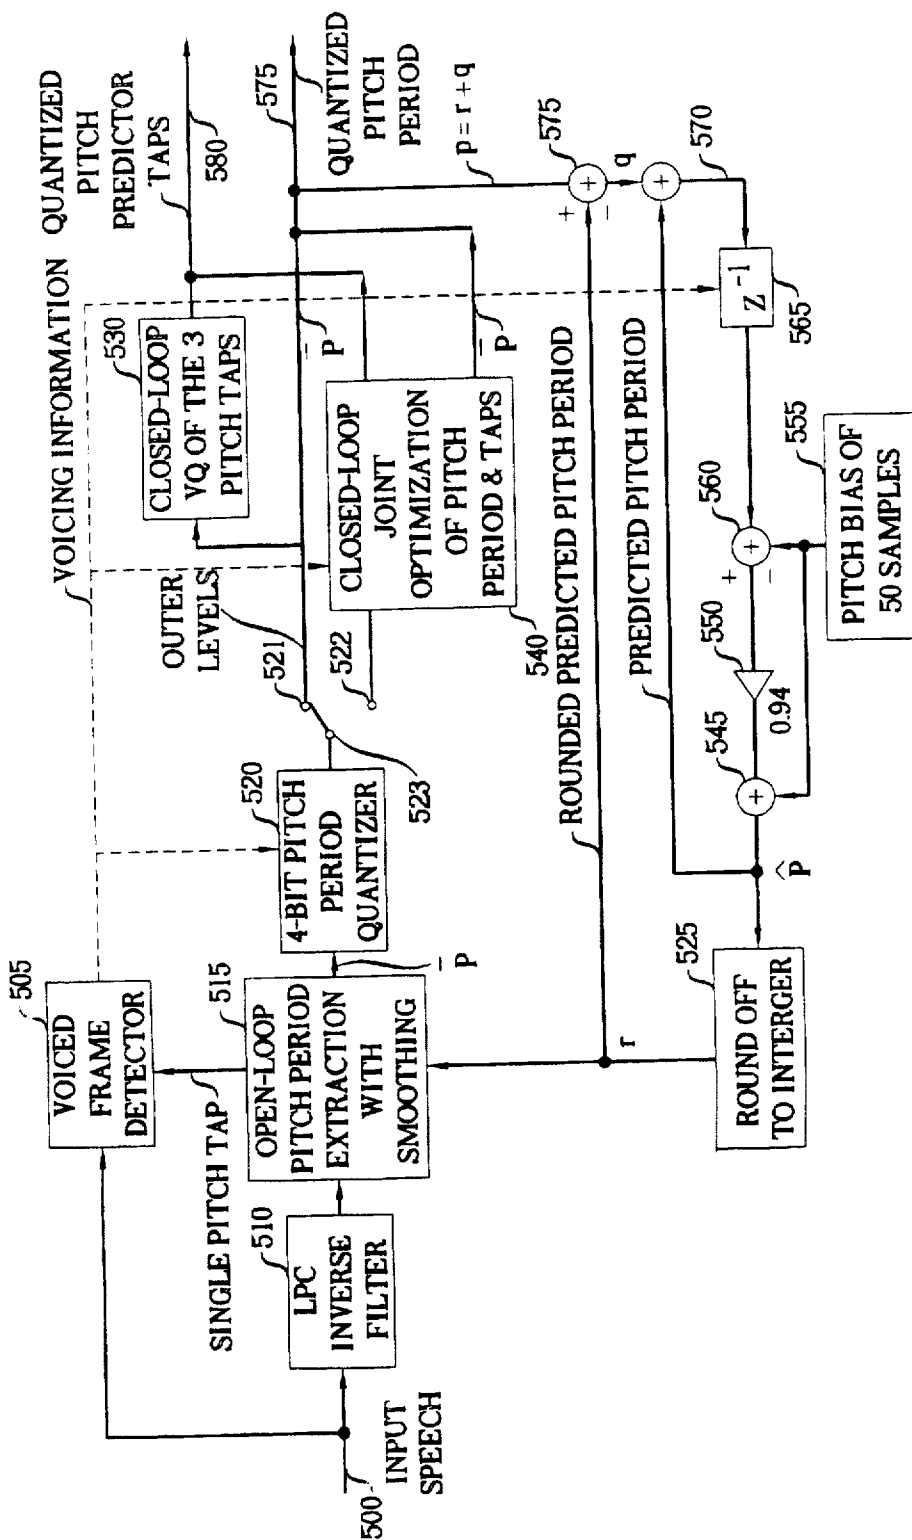 500
INPUT
SPEECH
510
LPC
INVERSE
FILTER
SINGLE PITCH TAP
505
VOICED
FRAME
DETECTOR
515
OPEN-LOOP
PITCH PERIOD
EXTRACTION
WITH
SMOOTHING
p̄
520
4-BIT PITCH
PERIOD
QUANTIZER
523
521
522
OUTER
LEVELS
VOICING INFORMATION
530
CLOSED-LOOP
VQ OF THE 3
PITCH TAPS
QUANTIZED
PITCH
PREDICTOR
TAPS
580
575
QUANTIZED
PITCH
PERIOD
p̄
CLOSED-LOOP
JOINT
OPTIMIZATION
OF PITCH
PERIOD & TAPS
540
p̄
p = r + q
r
ROUNDED PREDICTED PITCH PERIOD
+
+
−
575
q
+
570
PREDICTED PITCH PERIOD
525
ROUND OFF
TO INTERGER
p̂
545
+
550
0.94
560
+
+
−
Z⁻¹
565
555
PITCH BIAS OF
50 SAMPLES